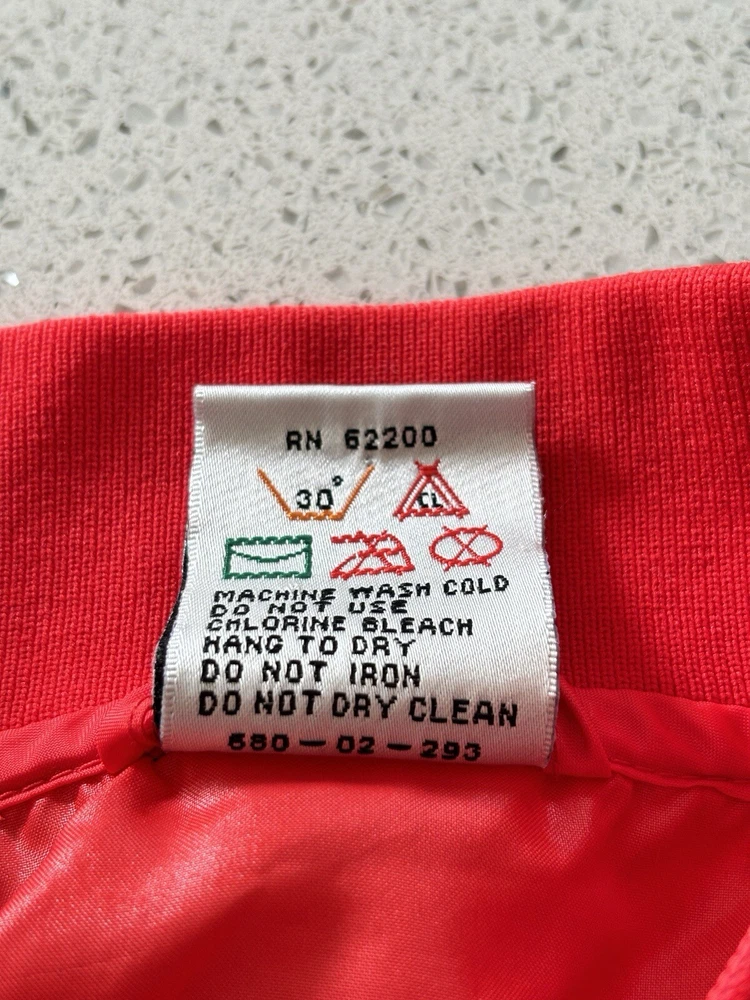 RN 62200
30°
CL
MACHINE WASH COLD
DO NOT USE
CHLORINE BLEACH
HANG TO DRY
DO NOT IRON
DO NOT DRY CLEAN
680-02-293